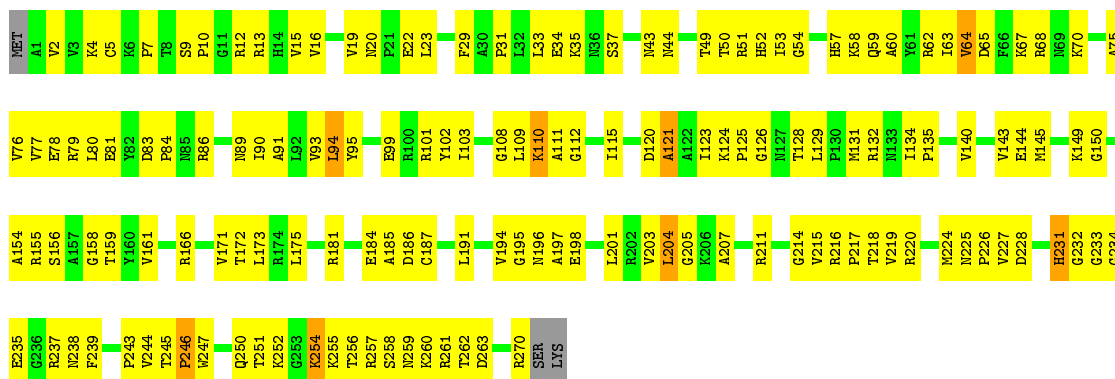 MET A1 V2 V3 K4 C5 K6 P7 T8 S9 P10 G11 R12 R13 H14 V15 V16 V19 N20 P21 E22 L23 F29 A30 P31 L32 L33 E34 K35 N36 S37 N43 N44 T49 T50 R51 H52 I53 G54 H57 K58 Q59 A60 Y61 R62 I63 V64 D65 F66 K67 R68 N69 K70 A75
V76 V77 E78 R79 L80 E81 Y82 D83 P84 N85 R86 N89 I90 A91 L92 V93 L94 Y95 E99 R100 R101 Y102 I103 G108 L109 K110 A111 G112 I115 D120 A121 A122 I123 K124 P125 G126 N127 T128 L129 P130 M131 R132 N133 I134 P135 V140 V143 E144 M145 K149 G150
A154 R155 S156 A157 G158 T159 Y160 V161 R166 V171 T172 L173 R174 L175 R181 E184 A185 D186 C187 L191 V194 G195 N196 A197 E198 L201 R202 V203 L204 G205 K206 A207 R211 G214 V215 R216 P217 T218 V219 R220 M224 N225 P226 V227 D228 H231 G232 G233 G234
E235 G236 R237 N238 F239 P243 V244 T245 P246 W247 Q250 T251 K252 G253 K254 K255 T256 R257 S258 N259 K260 R261 T262 D263 R270 SER LYS